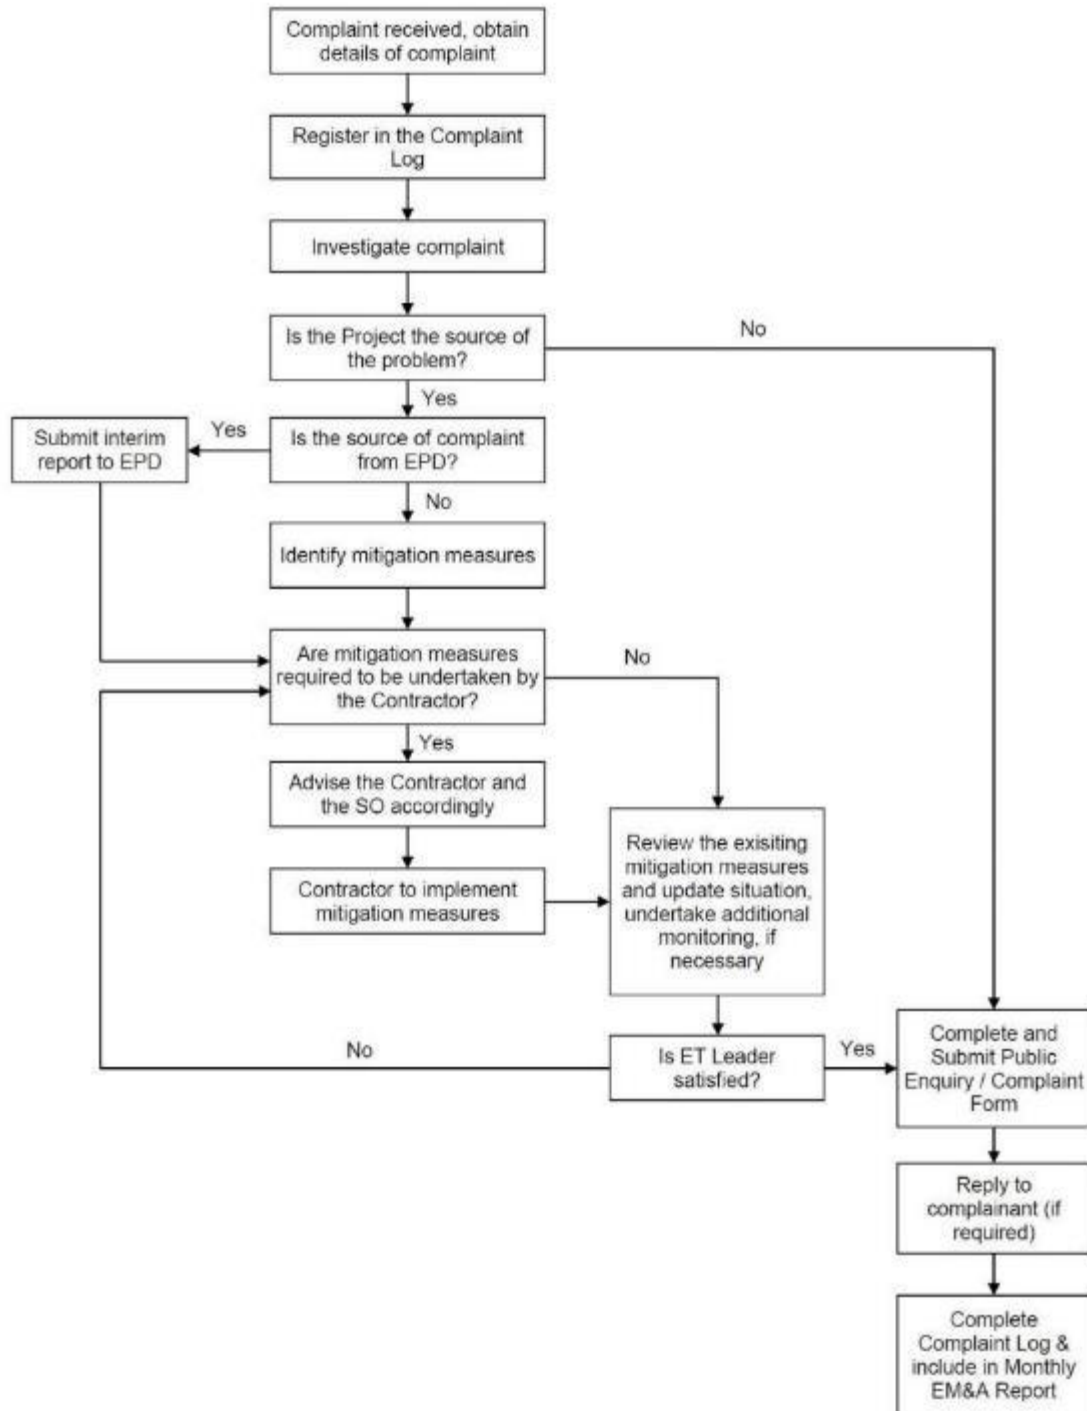 Complaint received, obtain
details of complaint
Register in the Complaint
Log
Investigate complaint
Is the Project the source of
the problem?
No
Yes
Submit interim
report to EPD
Yes
Is the source of complaint
from EPD?
No
Identify mitigation measures
Are mitigation measures
required to be undertaken by
the Contractor?
No
Yes
Advise the Contractor and
the SO accordingly
Contractor to implement
mitigation measures
Review the exisiting
mitigation measures
and update situation,
undertake additional
monitoring, if
necessary
No
Is ET Leader
satisfied?
Yes
Complete and
Submit Public
Enquiry / Complaint
Form
Reply to
complainant (if
required)
Complete
Complaint Log &
include in Monthly
EM&A Report